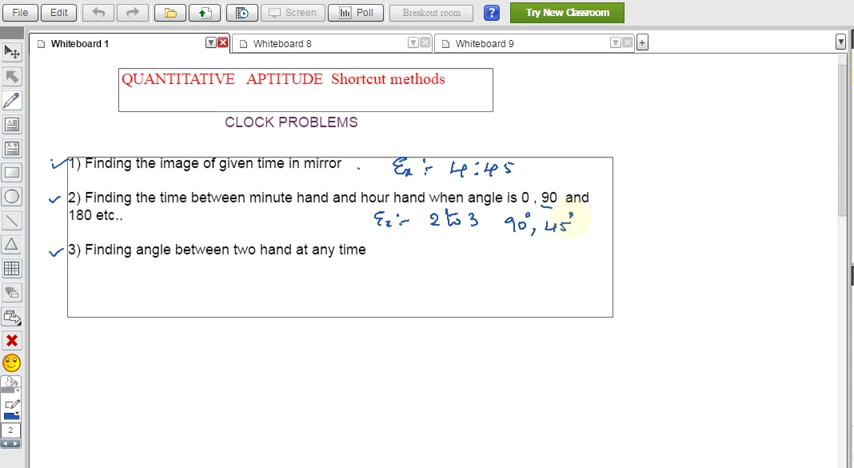 File Edit Screen Poll Breakout room ? Try New Classroom
Whiteboard 1 Whiteboard 8 Whiteboard 9 +
QUANTITATIVE APTITUDE Shortcut methods
CLOCK PROBLEMS
1) Finding the image of given time in mirror . Ex :- 4:45
2) Finding the time between minute hand and hour hand when angle is 0 , 90 and
180 etc.. Ex :- 2 to 3 90°, 45°
3) Finding angle between two hand at any time
2